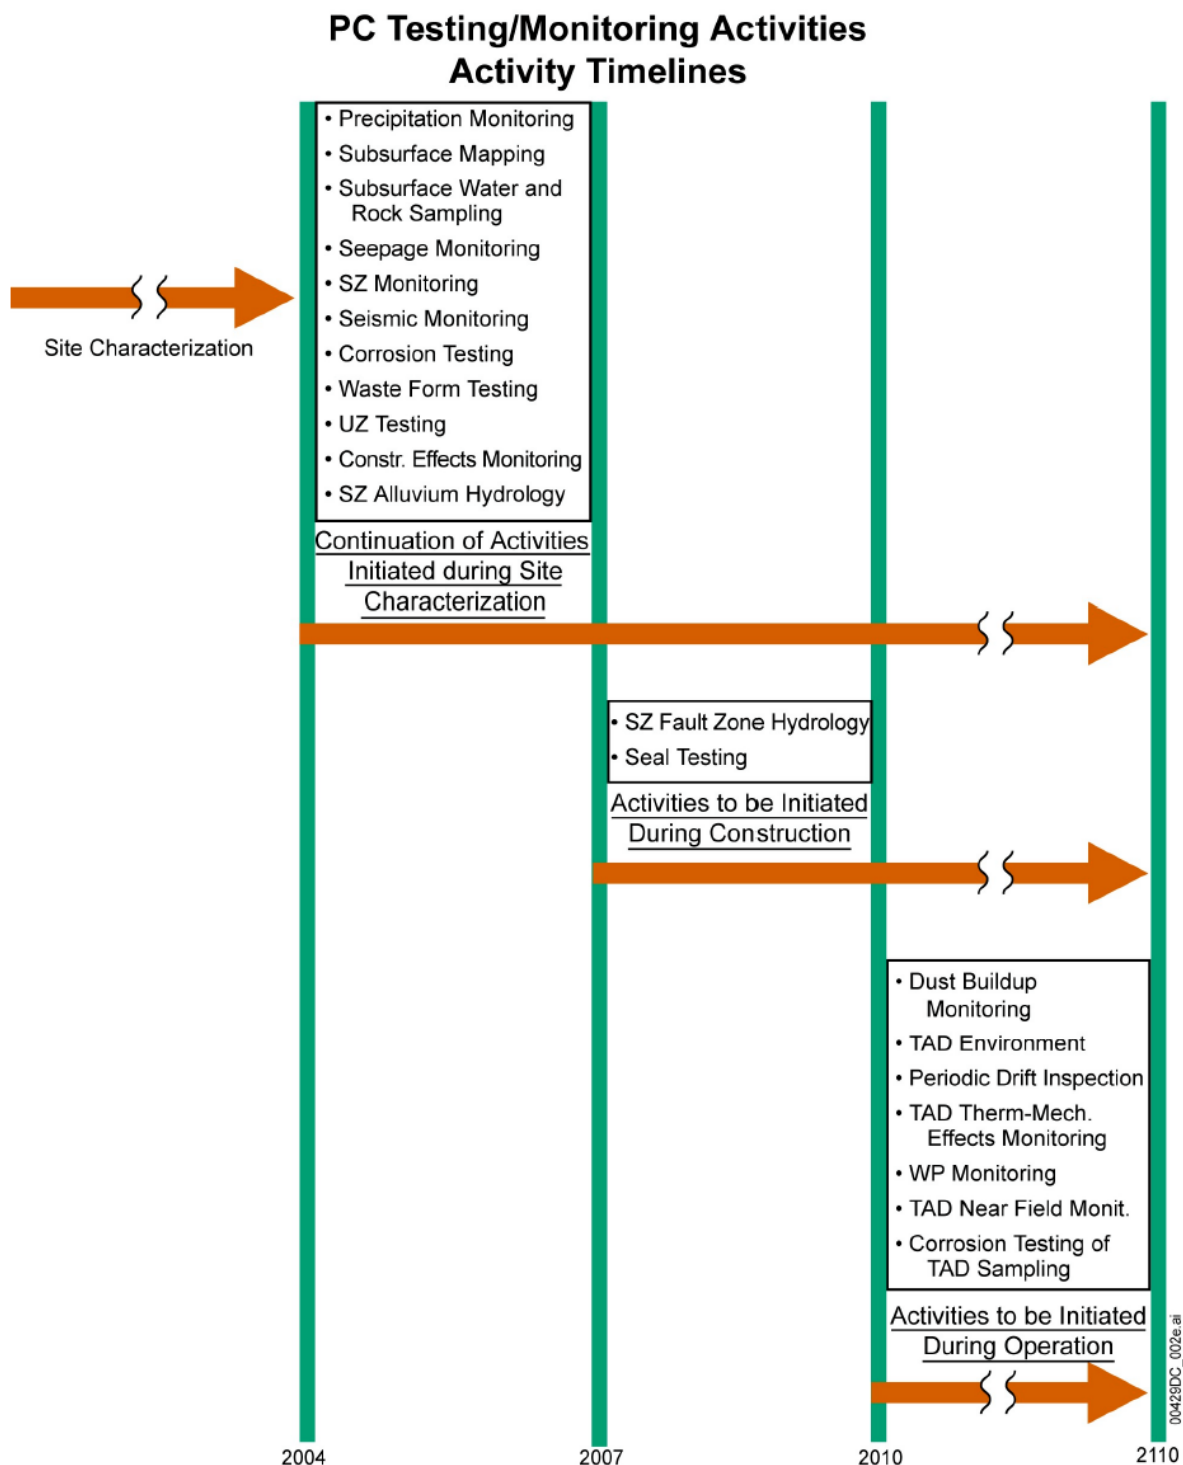 PC Testing/Monitoring Activities
Activity Timelines
• Precipitation Monitoring
• Subsurface Mapping
• Subsurface Water and
Rock Sampling
• Seepage Monitoring
• SZ Monitoring
• Seismic Monitoring
• Corrosion Testing
• Waste Form Testing
• UZ Testing
• Constr. Effects Monitoring
• SZ Alluvium Hydrology
Site Characterization
Continuation of Activities
Initiated during Site
Characterization
• SZ Fault Zone Hydrology
• Seal Testing
Activities to be Initiated
During Construction
• Dust Buildup
Monitoring
• TAD Environment
• Periodic Drift Inspection
• TAD Therm-Mech.
Effects Monitoring
• WP Monitoring
• TAD Near Field Monit.
• Corrosion Testing of
TAD Sampling
Activities to be Initiated
During Operation
00429DC_002e.ai
2004
2007
2010
2110